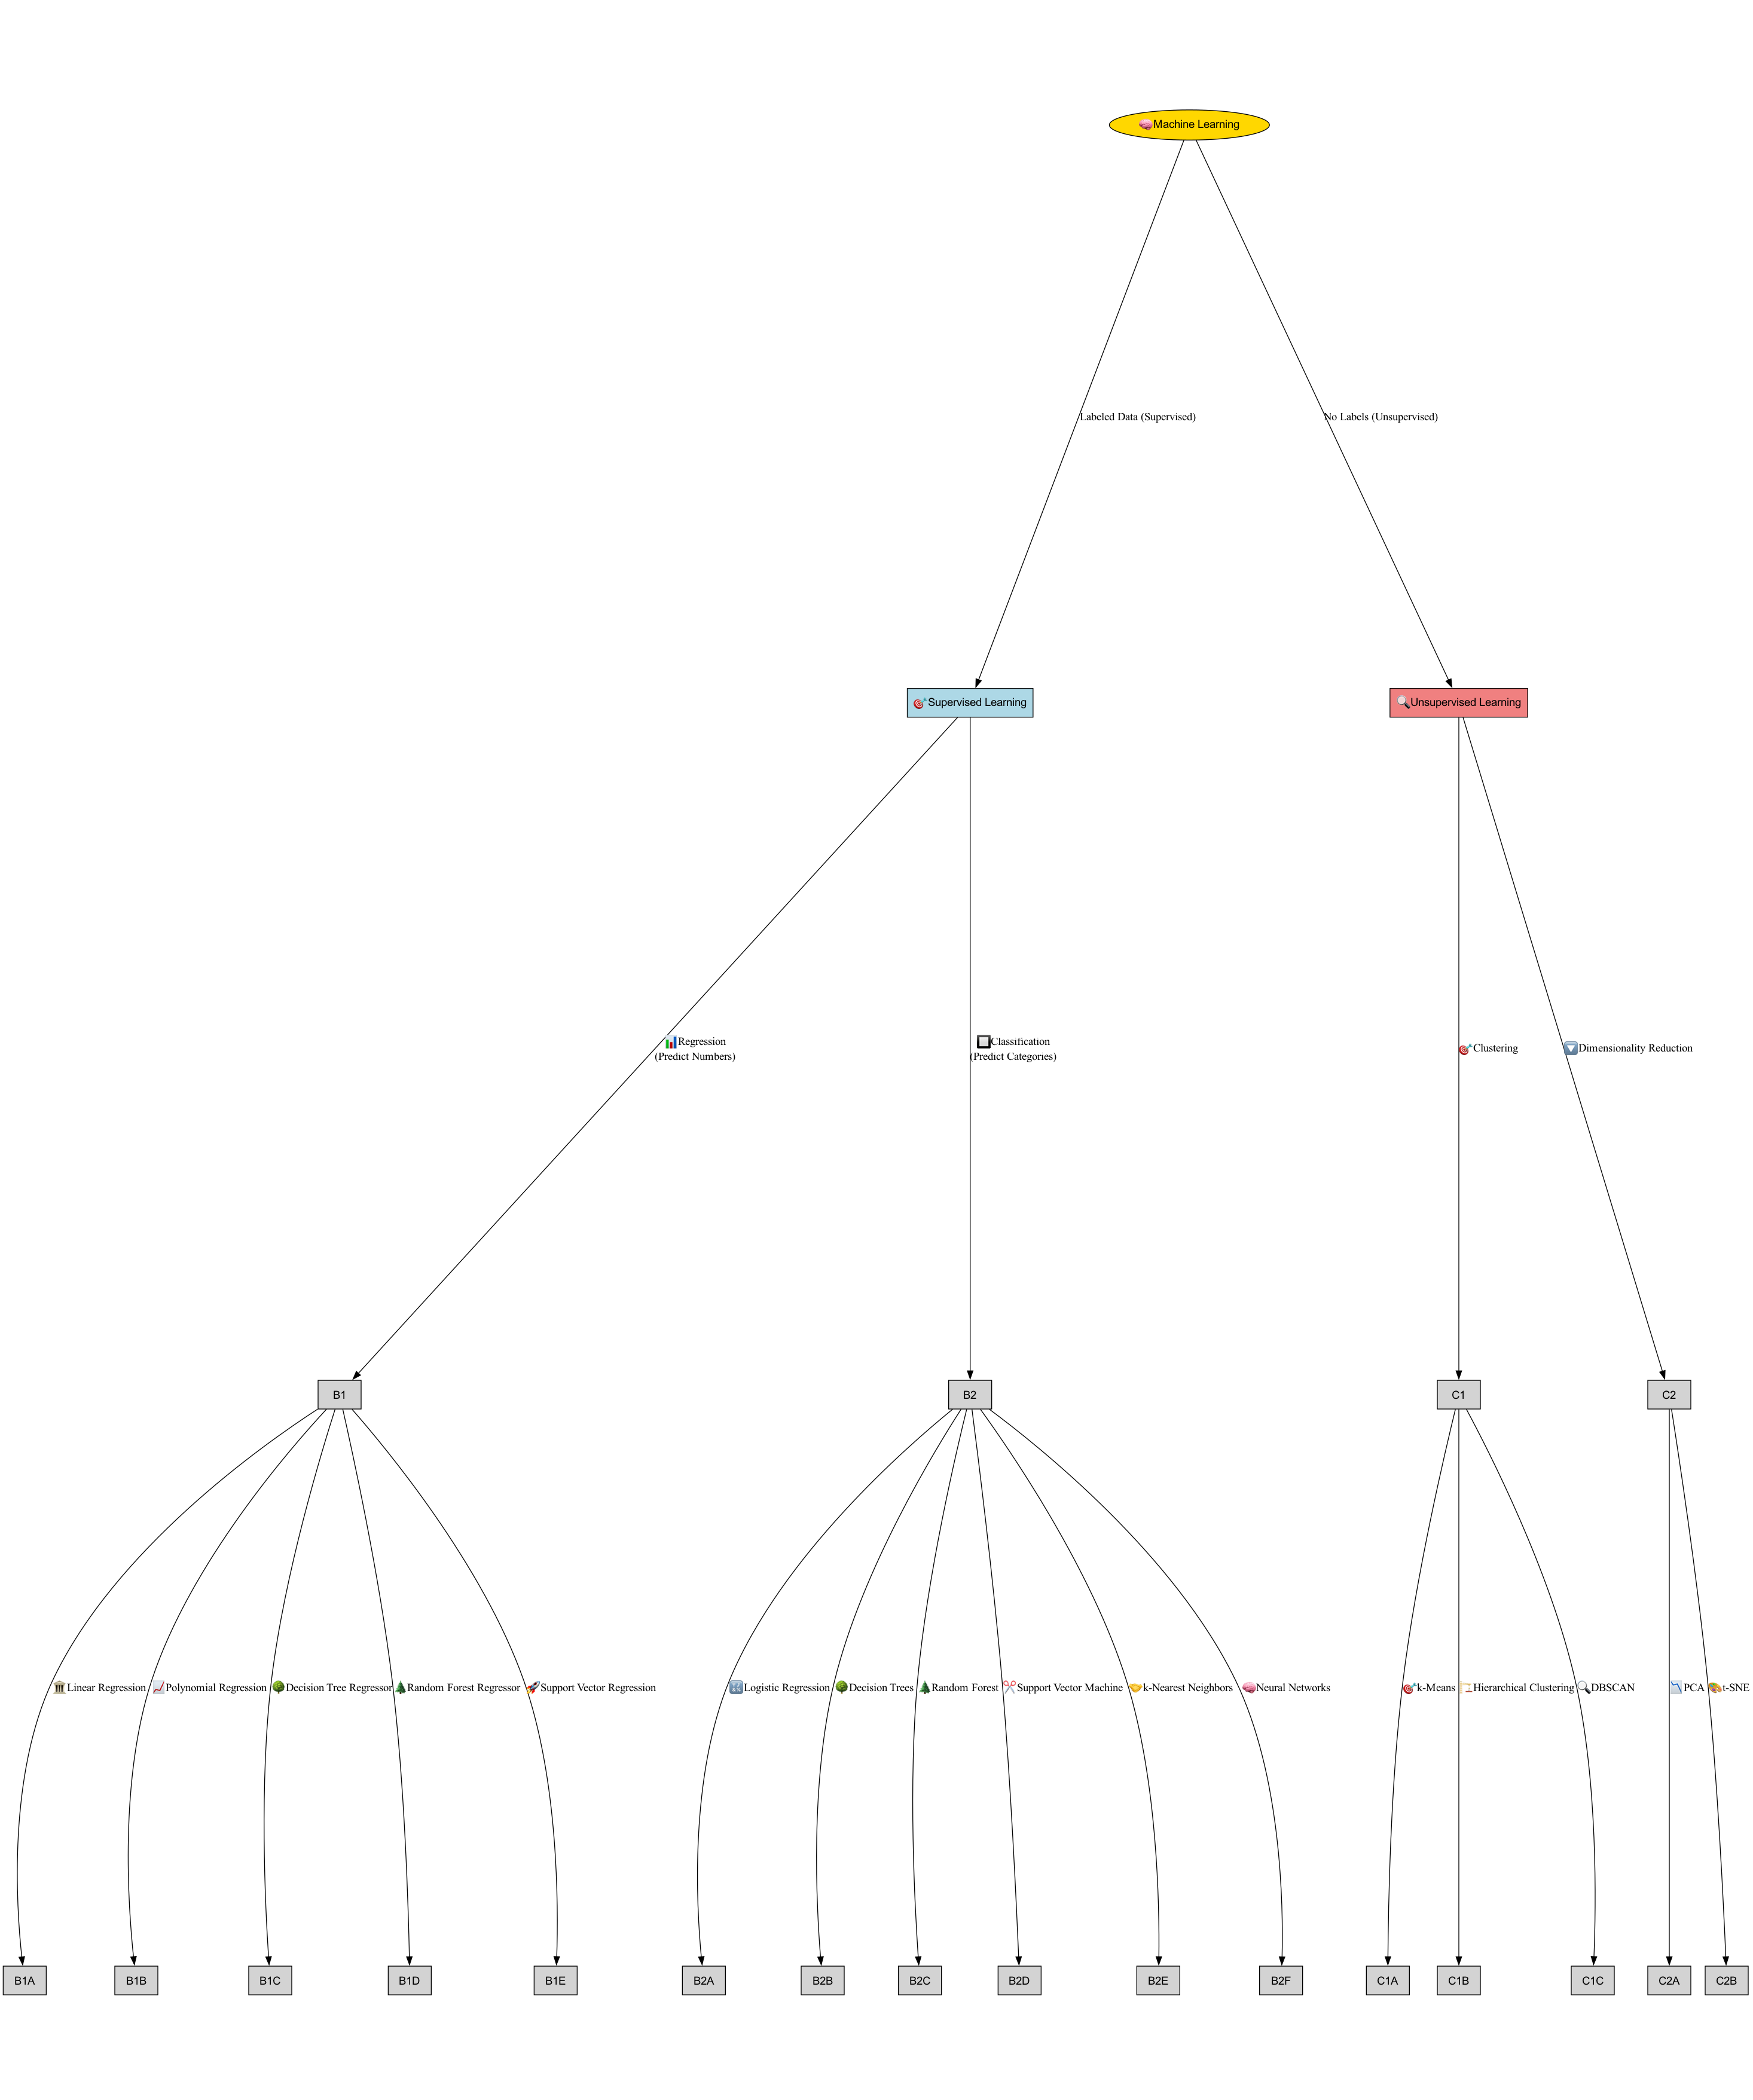 🧠Machine Learning
Labeled Data (Supervised)
No Labels (Unsupervised)
🎯Supervised Learning
🔍Unsupervised Learning
📊Regression
(Predict Numbers)
🔲Classification
(Predict Categories)
🎯Clustering
🔽Dimensionality Reduction
B1
B2
C1
C2
🏛Linear Regression
📈Polynomial Regression
🌳Decision Tree Regressor
🌲Random Forest Regressor
🚀Support Vector Regression
🔀Logistic Regression
🌳Decision Trees
🌲Random Forest
✂️Support Vector Machine
🤝k-Nearest Neighbors
🧠Neural Networks
🎯k-Means
🏗Hierarchical Clustering
🔍DBSCAN
📉PCA
🎨t-SNE
B1A
B1B
B1C
B1D
B1E
B2A
B2B
B2C
B2D
B2E
B2F
C1A
C1B
C1C
C2A
C2B